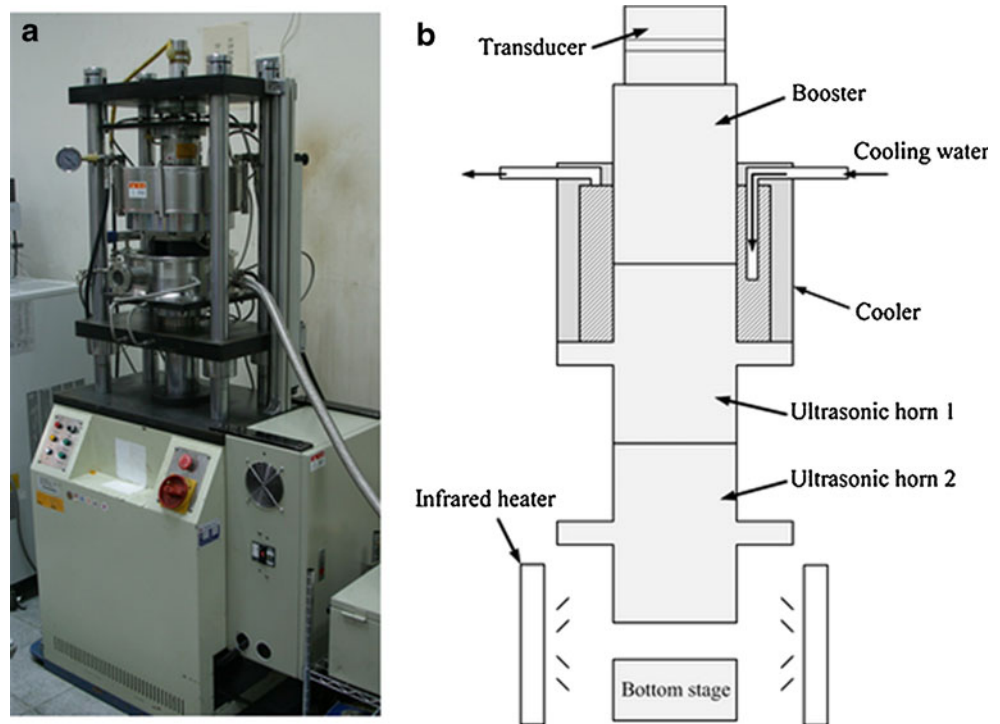 a
b
Transducer
Booster
Cooling water
Cooler
Ultrasonic horn 1
Ultrasonic horn 2
Infrared heater
Bottom stage